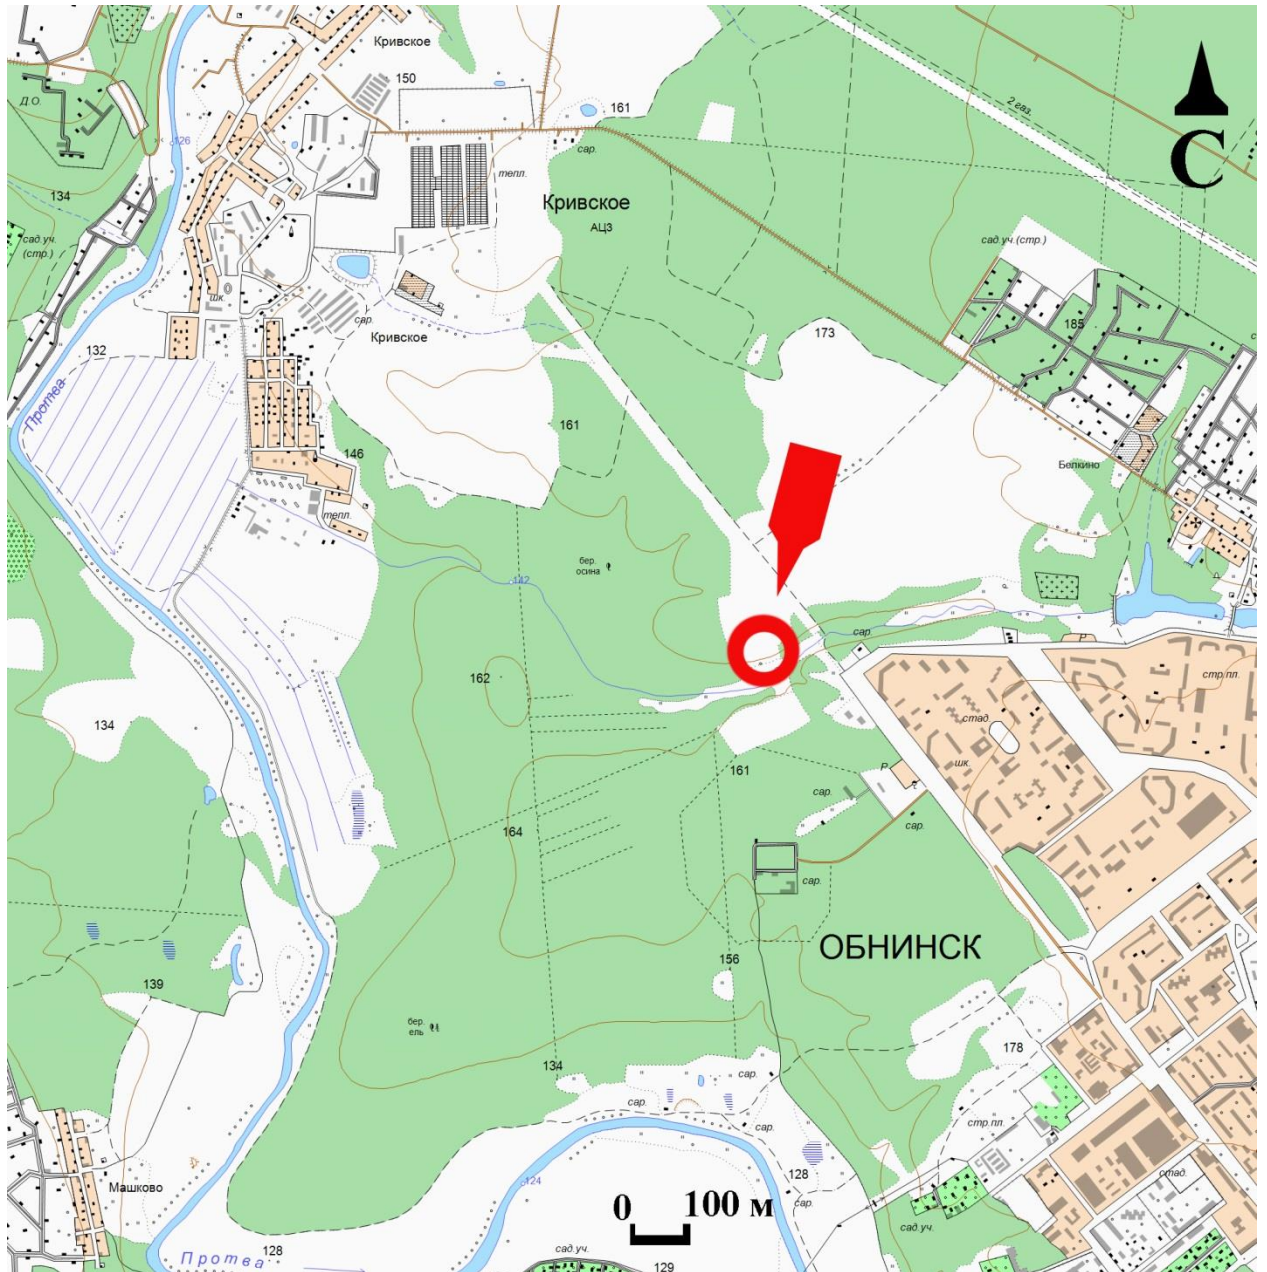 Кривское
150
Д.О.
161
2 газ.
126
сар.
тепл.
134
Кривское
АЦЗ
сад.уч.(стр.)
сад.уч.
(стр.)
шк.
185
сар.
173
132
Кривское
Протва
161
146
Белкино
тепл.
бер.
осина
142
Р
сар.
Р
162
стр.пл.
134
стад.
шк.
161
Р
сар.
164
сар.
сар.
ОБНИНСК
156
139
бер.
ель
178
134
сар.
сар.
сар.
стр.пл.
128
124
стад.
Машково
0 100 м
сар.
сад.уч.
Протва
128
сад.уч.
129
С